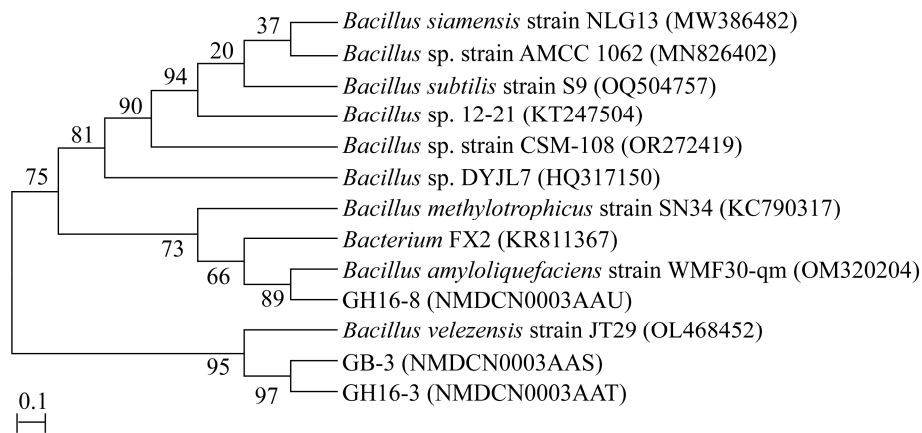 Bacillus siamensis strain NLG13 (MW386482)
37
Bacillus sp. strain AMCC 1062 (MN826402)
20
Bacillus subtilis strain S9 (OQ504757)
94
Bacillus sp. 12-21 (KT247504)
90
Bacillus sp. strain CSM-108 (OR272419)
81
Bacillus sp. DYJL7 (HQ317150)
75
Bacillus methylotrophicus strain SN34 (KC790317)
73
Bacterium FX2 (KR811367)
66
Bacillus amyloliquefaciens strain WMF30-qm (OM320204)
89
GH16-8 (NMDCN0003AAU)
Bacillus velezensis strain JT29 (OL468452)
95
GB-3 (NMDCN0003AAS)
97
GH16-3 (NMDCN0003AAT)
0.1